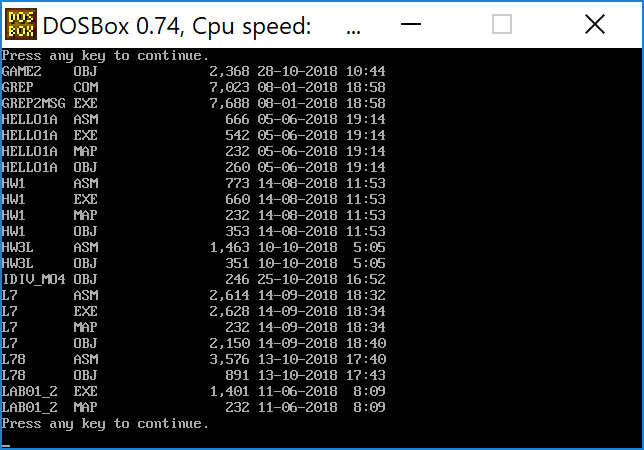 DOS BOX DOSBox 0.74, Cpu speed: ...
Press any key to continue.
GAME2    OBJ              2,368 28-10-2018 10:44
GREP     COM              7,023 08-01-2018 18:58
GREP2MSG EXE              7,688 08-01-2018 18:58
HELLO1A  ASM                666 05-06-2018 19:14
HELLO1A  EXE                542 05-06-2018 19:14
HELLO1A  MAP                232 05-06-2018 19:14
HELLO1A  OBJ                260 05-06-2018 19:14
HW1      ASM                773 14-08-2018 11:53
HW1      EXE                660 14-08-2018 11:53
HW1      MAP                232 14-08-2018 11:53
HW1      OBJ                353 14-08-2018 11:53
HW3L     ASM              1,463 10-10-2018  5:05
HW3L     OBJ                351 10-10-2018  5:05
IDIV_MO4 OBJ                246 25-10-2018 16:52
L7       ASM              2,614 14-09-2018 18:32
L7       EXE              2,628 14-09-2018 18:34
L7       MAP                232 14-09-2018 18:34
L7       OBJ              2,150 14-09-2018 18:40
L78      ASM              3,576 13-10-2018 17:40
L78      OBJ                891 13-10-2018 17:43
LAB01_2  EXE              1,401 11-06-2018  8:09
LAB01_2  MAP                232 11-06-2018  8:09
Press any key to continue.
_